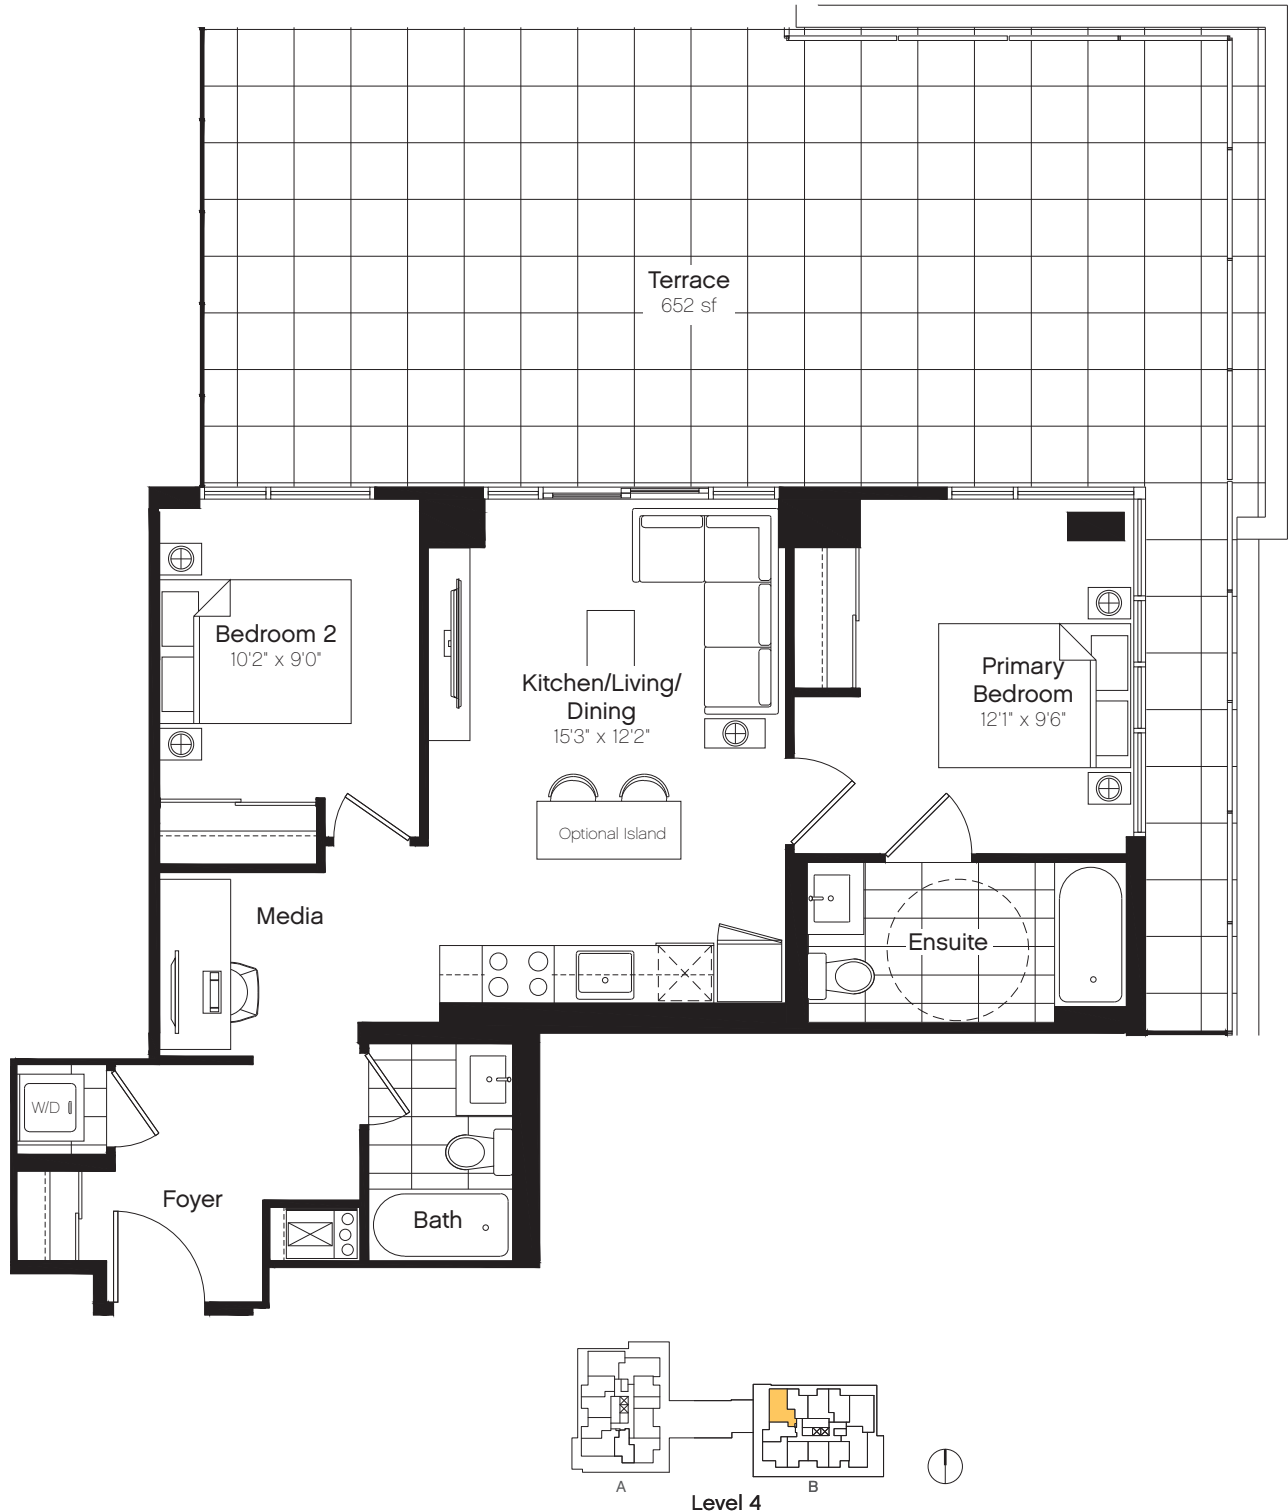 Terrace
652 sf
Bedroom 2
10'2" x 9'0"
Kitchen/Living/
Dining
15'3" x 12'2"
Primary
Bedroom
12'1" x 9'6"
Optional Island
Media
Ensuite
W/D
Foyer
Bath
A
B
Level 4